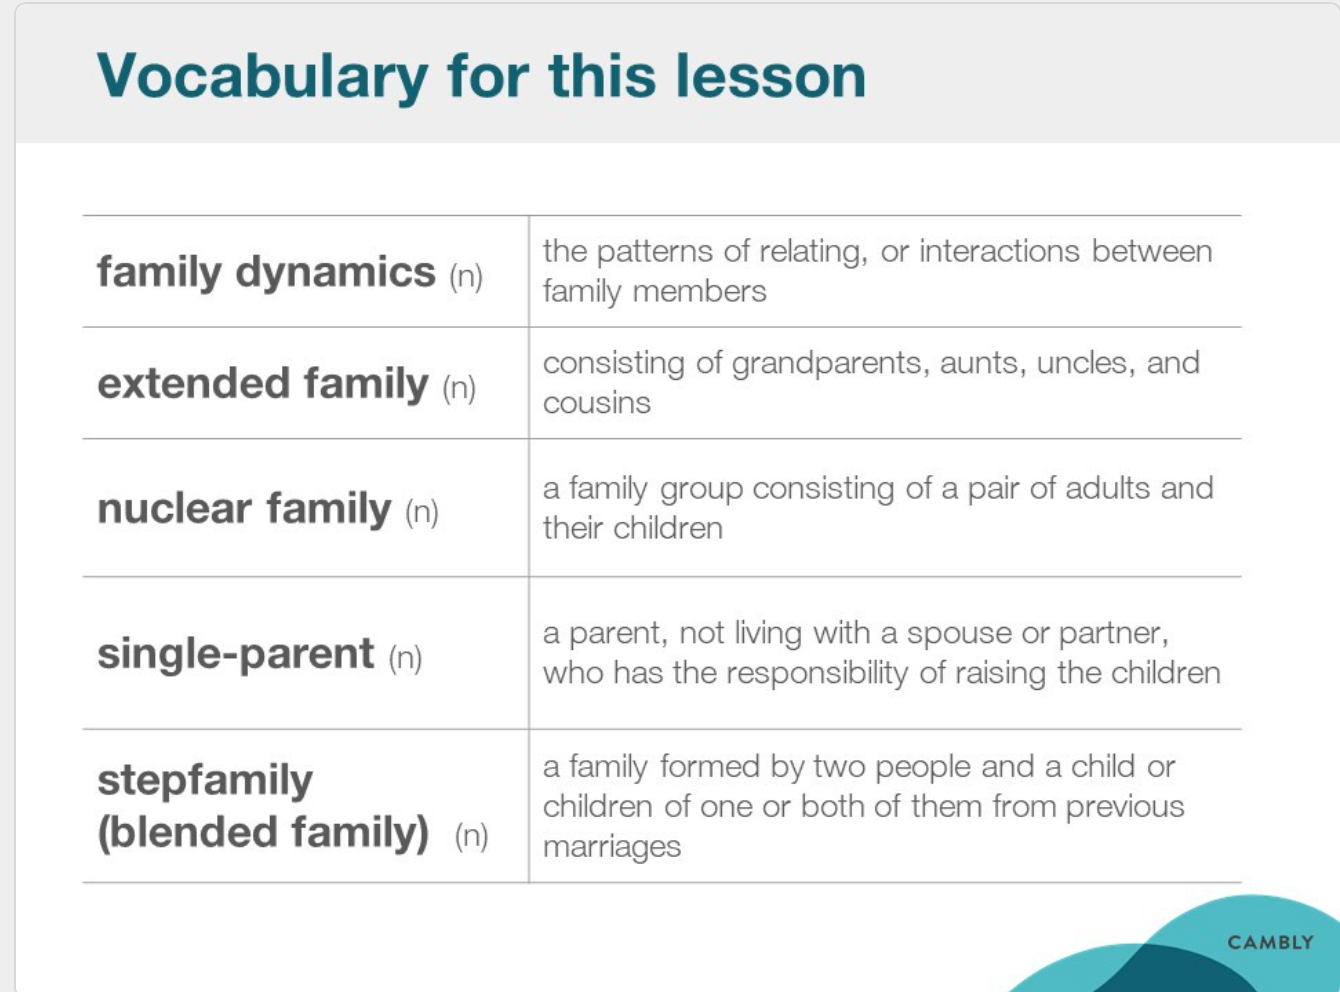 Vocabulary for this lesson
family dynamics (n)
the patterns of relating, or interactions between
family members
extended family (n)
consisting of grandparents, aunts, uncles, and
cousins
nuclear family (n)
a family group consisting of a pair of adults and
their children
single-parent (n)
a parent, not living with a spouse or partner,
who has the responsibility of raising the children
stepfamily
(blended family) (n)
a family formed by two people and a child or
children of one or both of them from previous
marriages
CAMBLY